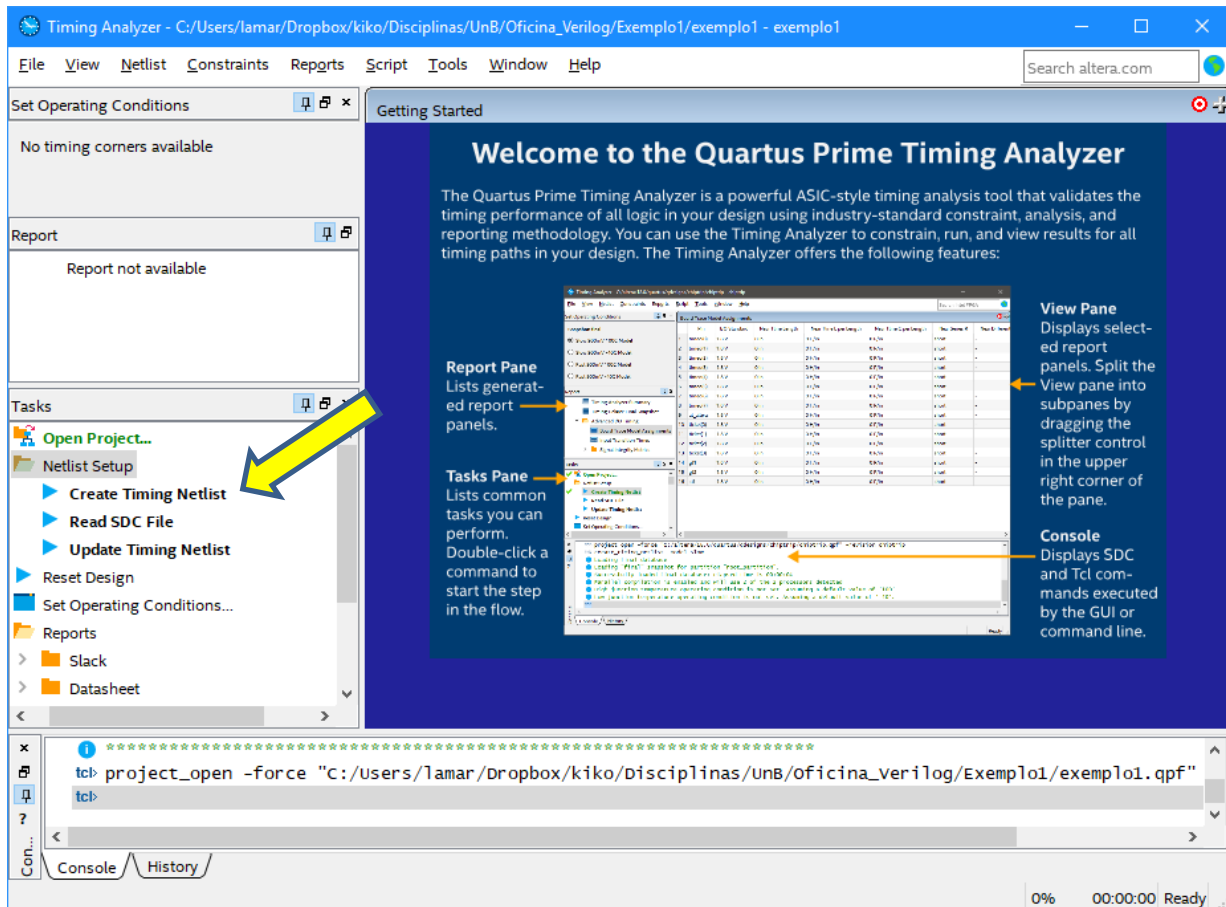 Timing Analyzer - C:/Users/lamar/Dropbox/kiko/Disciplinas/UnB/Oficina_Verilog/Exemplo1/exemplo1 - exemplo1
File View Netlist Constraints Reports Script Tools Window Help
Search altera.com
Set Operating Conditions
No timing corners available
Report
Report not available
Tasks
Open Project...
Netlist Setup
Create Timing Netlist
Read SDC File
Update Timing Netlist
Reset Design
Set Operating Conditions...
Reports
Slack
Datasheet
Getting Started
Welcome to the Quartus Prime Timing Analyzer
The Quartus Prime Timing Analyzer is a powerful ASIC-style timing analysis tool that validates the
timing performance of all logic in your design using industry-standard constraint, analysis, and
reporting methodology. You can use the Timing Analyzer to constrain, run, and view results for all
timing paths in your design. The Timing Analyzer offers the following features:
Report Pane
Lists generat-
ed report
panels.
Tasks Pane
Lists common
tasks you can
perform.
Double-click a
command to
start the step
in the flow.
View Pane
Displays select-
ed report
panels. Split the
View pane into
subpanes by
dragging the
splitter control
in the upper
right corner of
the pane.
Console
Displays SDC
and Tcl com-
mands executed
by the GUI or
command line.
*******************************************************************
tcl> project_open -force "C:/Users/lamar/Dropbox/kiko/Disciplinas/UnB/Oficina_Verilog/Exemplo1/exemplo1.qpf"
tcl>
Con...
Console History
0% 00:00:00 Ready